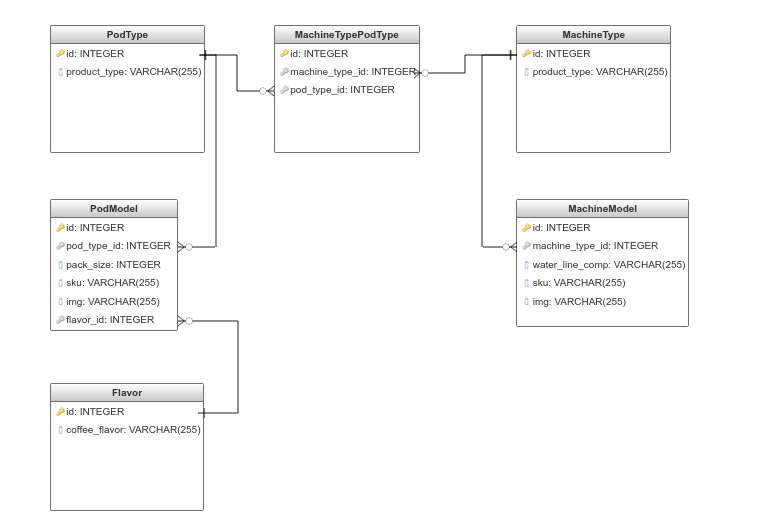 PodType
id: INTEGER
product_type: VARCHAR(255)
MachineTypePodType
id: INTEGER
machine_type_id: INTEGER
pod_type_id: INTEGER
MachineType
id: INTEGER
product_type: VARCHAR(255)
PodModel
id: INTEGER
pod_type_id: INTEGER
pack_size: INTEGER
sku: VARCHAR(255)
img: VARCHAR(255)
flavor_id: INTEGER
MachineModel
id: INTEGER
machine_type_id: INTEGER
water_line_comp: VARCHAR(255)
sku: VARCHAR(255)
img: VARCHAR(255)
Flavor
id: INTEGER
coffee_flavor: VARCHAR(255)